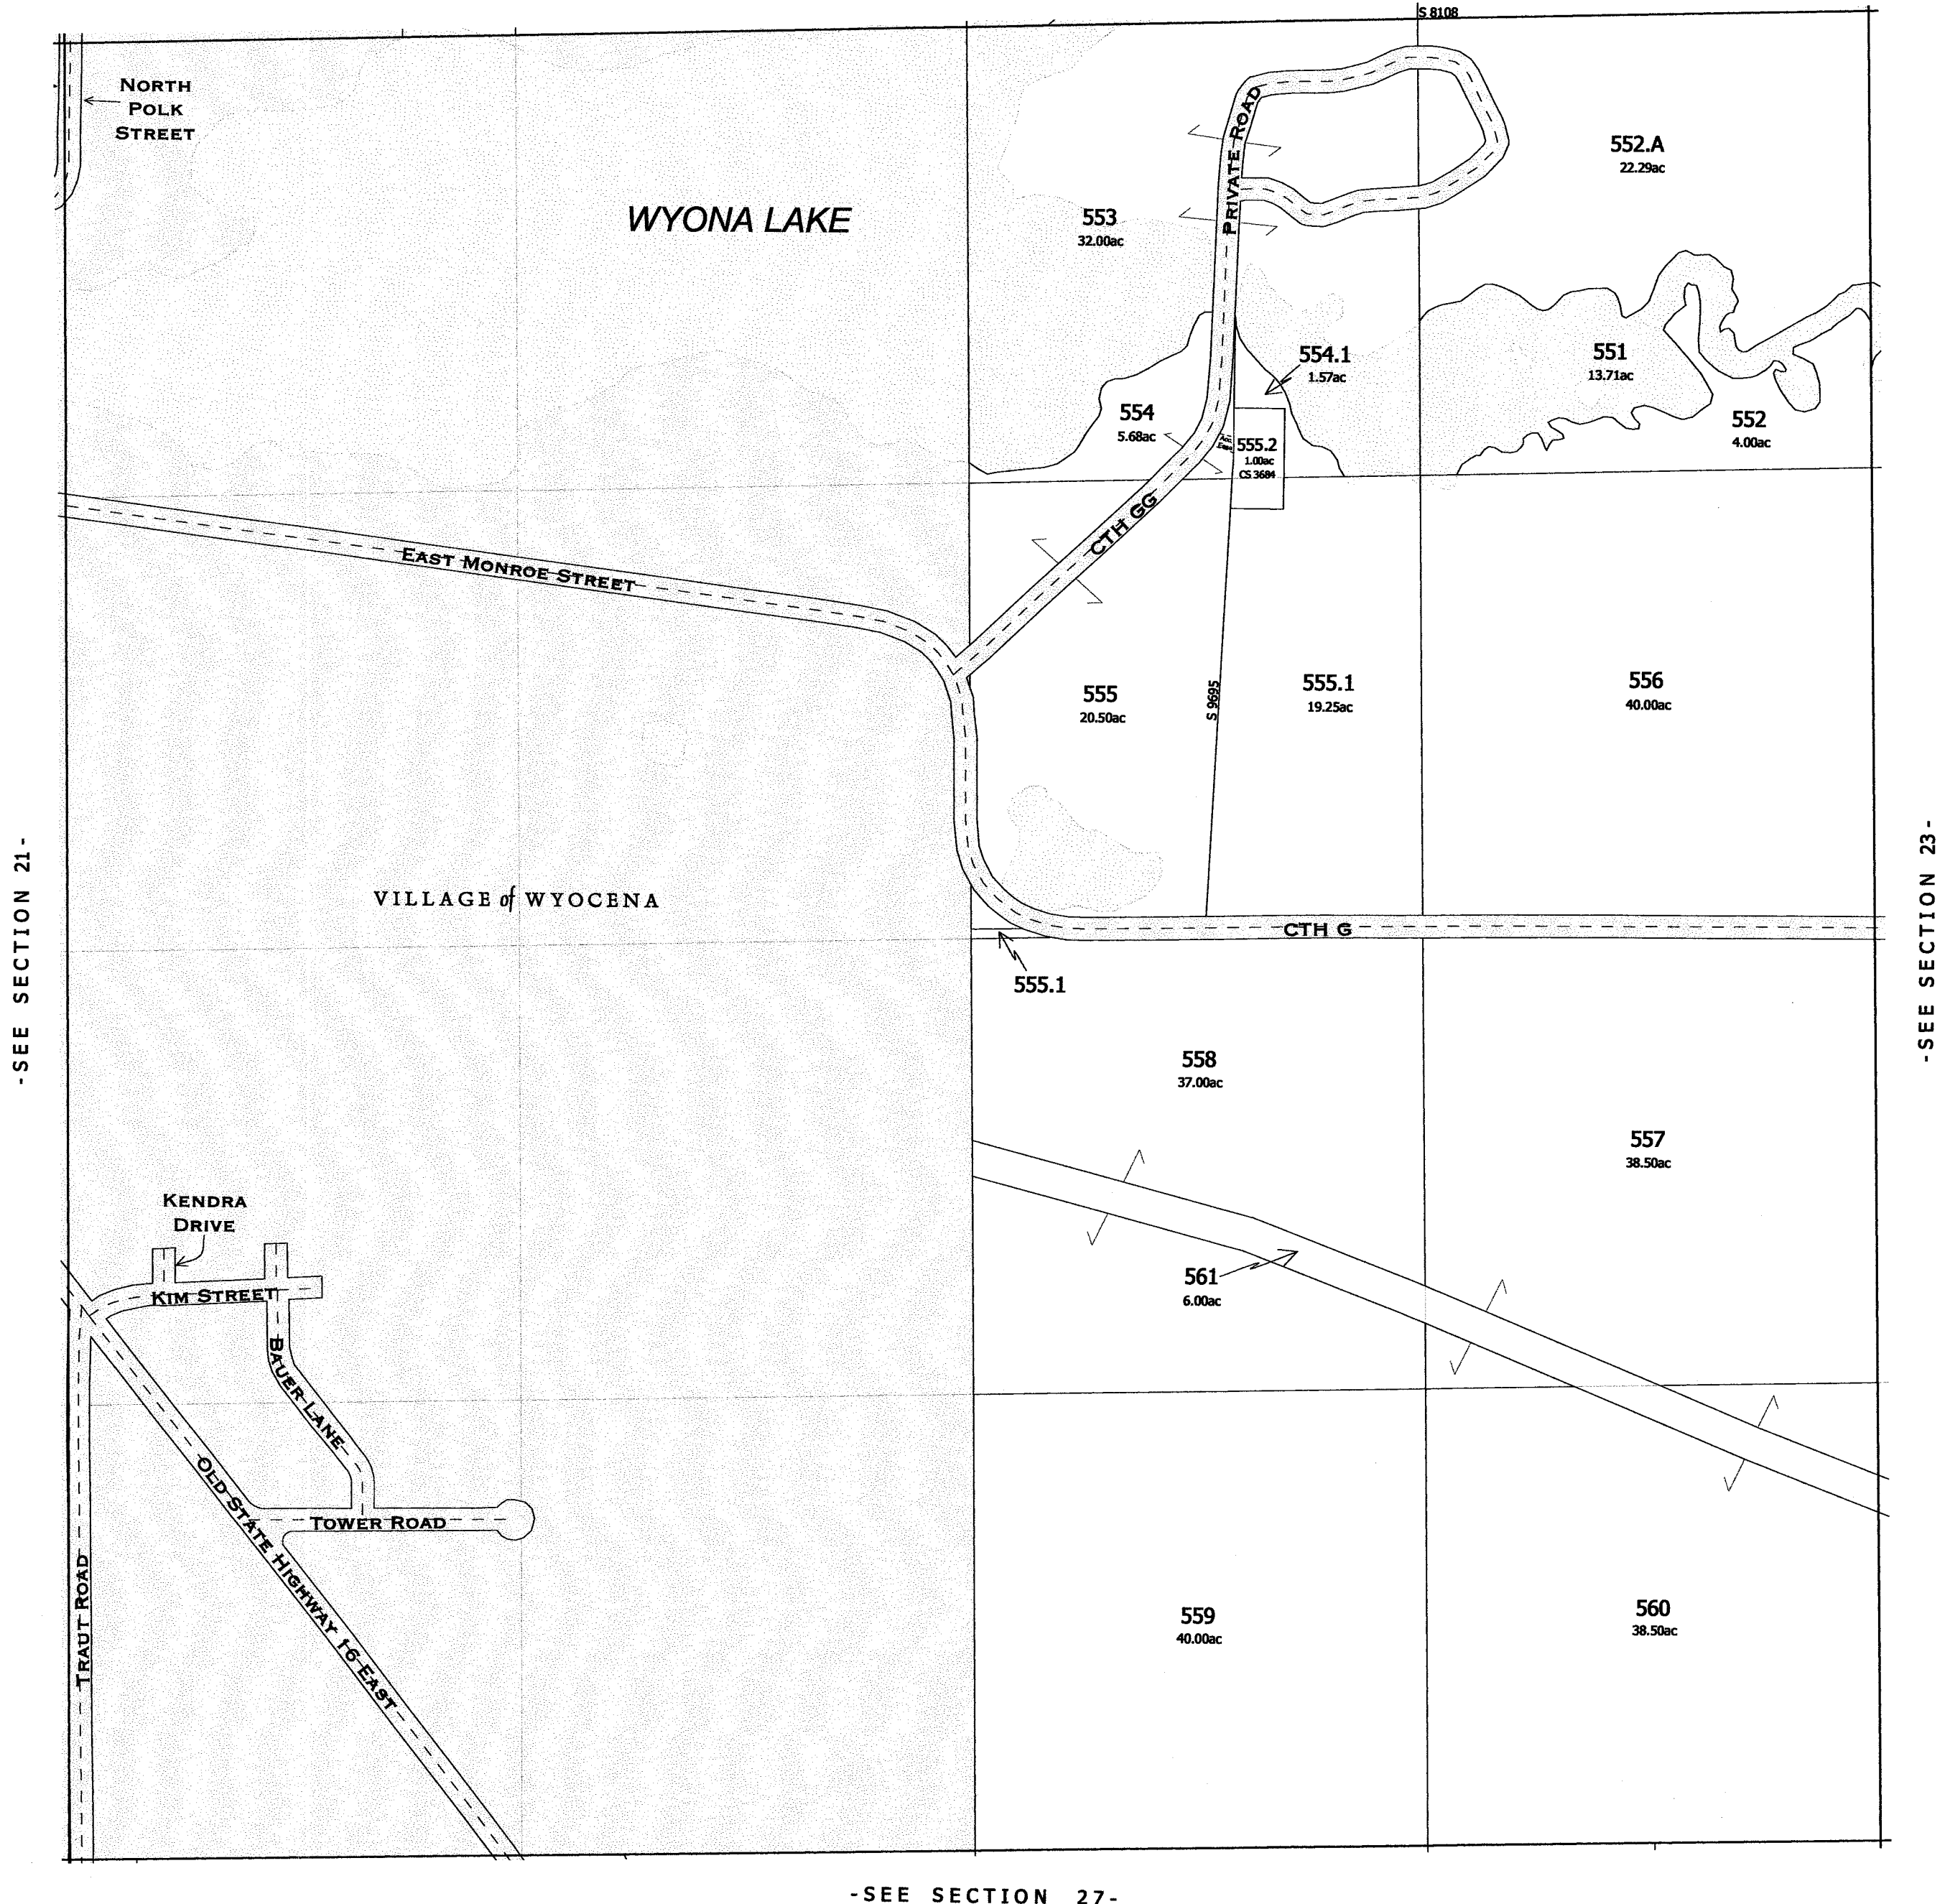 S 8108
NORTH
POLK
STREET
WYONA LAKE
PRIVATE ROAD
552.A
22.29ac
553
32.00ac
554.1
1.57ac
551
13.71ac
554
5.68ac
552
4.00ac
555.2
1.00ac
CS 3684
CTH GG
EAST MONROE STREET
555
20.50ac
S 9695
555.1
19.25ac
556
40.00ac
-SEE SECTION 21-
-SEE SECTION 23-
VILLAGE of WYOCENA
CTH G
555.1
558
37.00ac
557
38.50ac
KENDRA
DRIVE
KIM STREET
561
6.00ac
BAUER LANE
OLD STATE HIGHWAY 16 EAST
TOWER ROAD
TRAUT ROAD
559
40.00ac
560
38.50ac
-SEE SECTION 27-